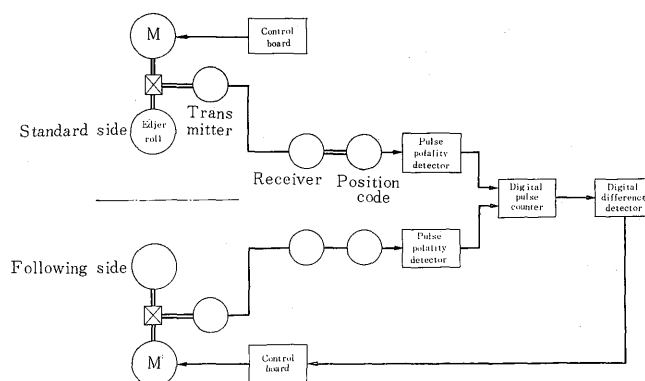 M
Control
board
Trans
mitter
Edjer
roll
Standard side
Receiver
Position
code
Pulse
polality
detector
Digital
pulse
counter
Digital
difference
detector
Following side
Pulse
polality
detector
M
Control
board